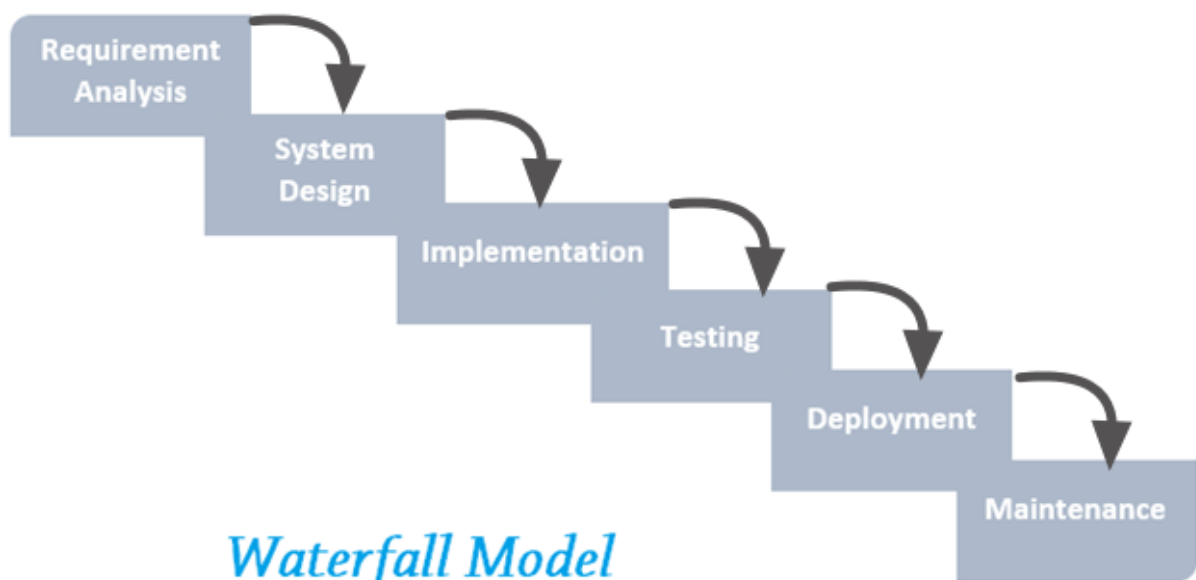 Requirement
Analysis
System
Design
Implementation
Testing
Deployment
Maintenance
Waterfall Model